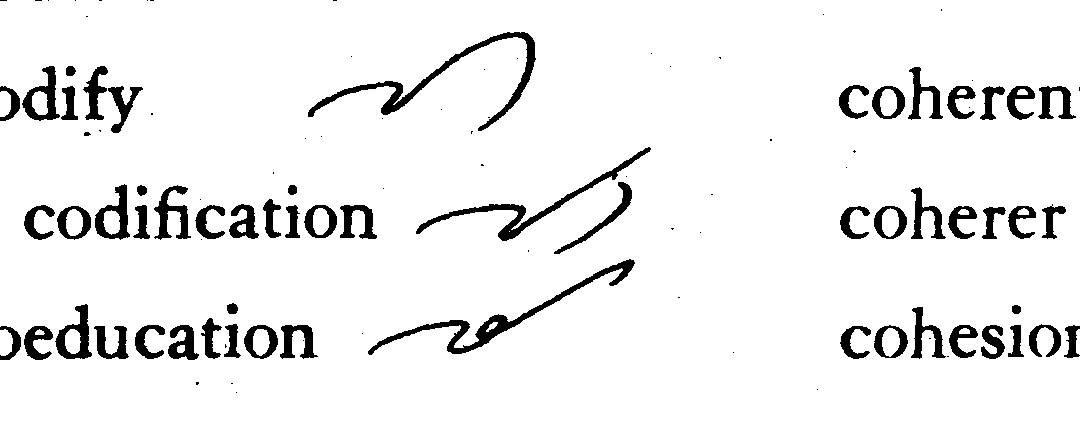 odify coherent
codification coherer
oeducation cohesion